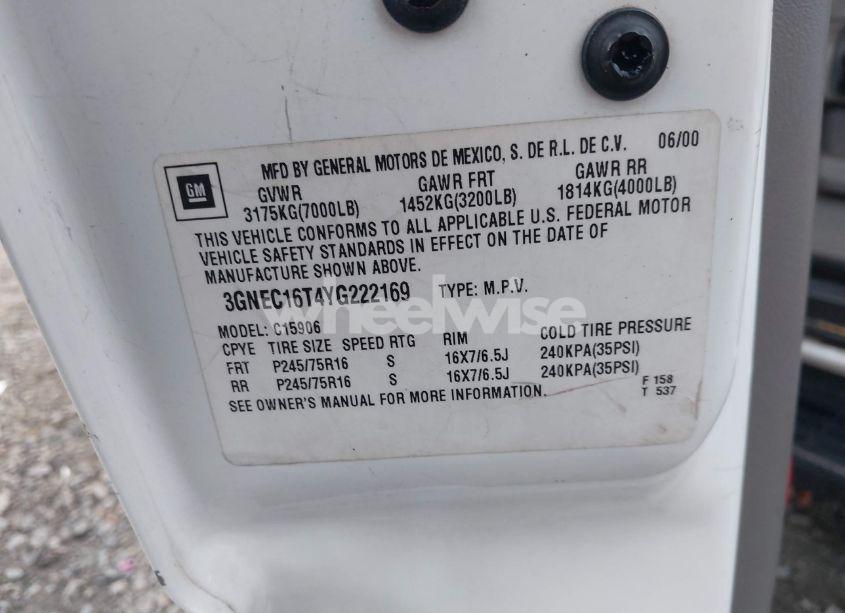 GM
MFD BY GENERAL MOTORS DE MEXICO, S. DE R.L. DE C.V. 06/00
GVWR GAWR FRT GAWR RR
3175KG(7000LB) 1452KG(3200LB) 1814KG(4000LB)
THIS VEHICLE CONFORMS TO ALL APPLICABLE U.S. FEDERAL MOTOR
VEHICLE SAFETY STANDARDS IN EFFECT ON THE DATE OF
MANUFACTURE SHOWN ABOVE.
3GNEC16T4YG222169 TYPE: M.P.V.
wheelwise
MODEL: C15906
CPYE TIRE SIZE SPEED RTG RIM COLD TIRE PRESSURE
FRT P245/75R16 S 16X7/6.5J 240KPA(35PSI)
RR P245/75R16 S 16X7/6.5J 240KPA(35PSI)
SEE OWNER'S MANUAL FOR MORE INFORMATION.
F 158
T 537